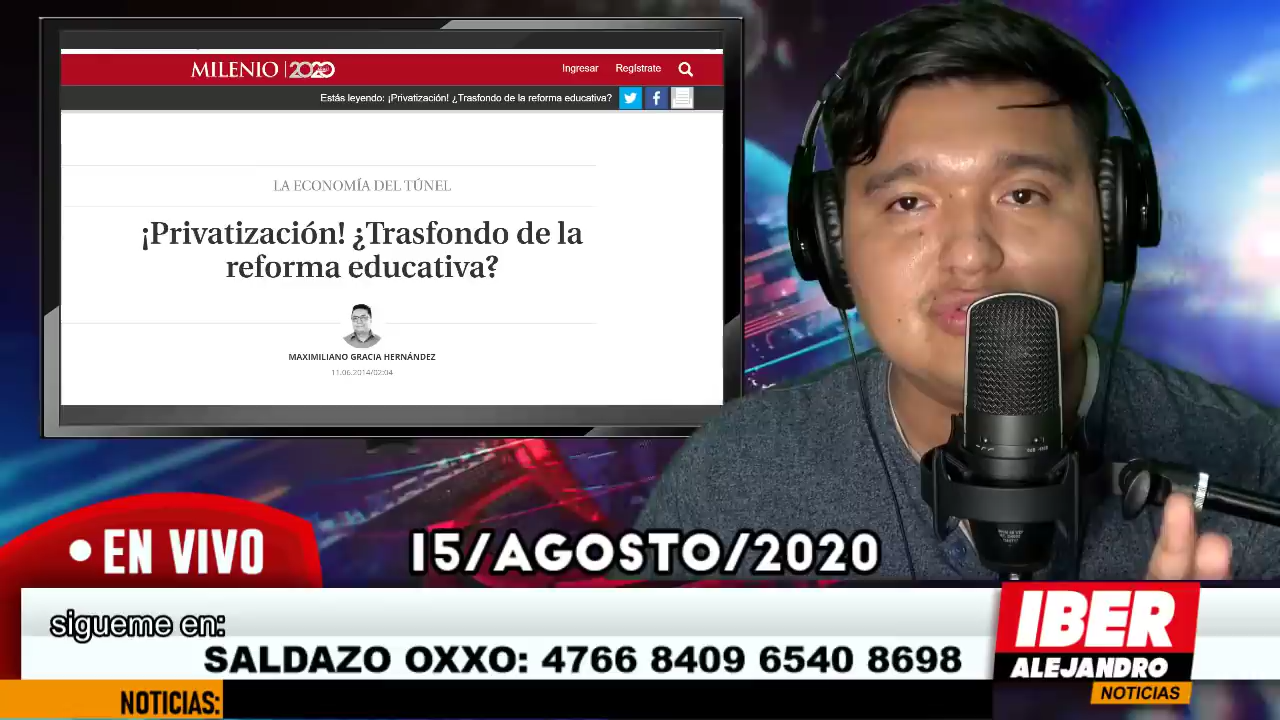 MILENIO | 2020
Ingresar Regístrate
Estás leyendo: ¡Privatización! ¿Trasfondo de la reforma educativa?
LA ECONOMÍA DEL TÚNEL
¡Privatización! ¿Trasfondo de la
reforma educativa?
MAXIMILIANO GRACIA HERNÁNDEZ
11.06.2014/02:04
• EN VIVO
15/AGOSTO/2020
sigueme en:
SALDAZO OXXO: 4766 8409 6540 8698
IBER
ALEJANDRO
NOTICIAS
NOTICIAS: